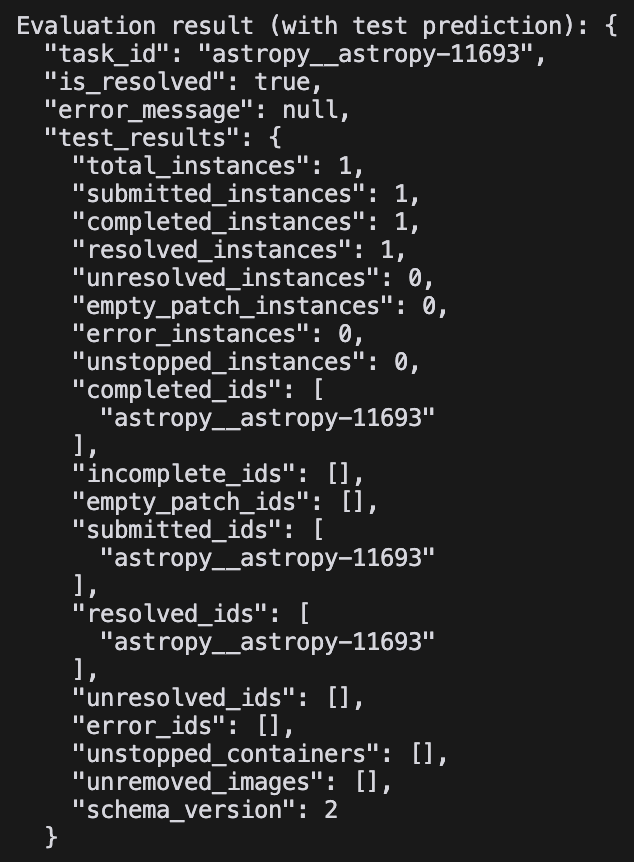 Evaluation result (with test prediction): {
  "task_id": "astropy__astropy-11693",
  "is_resolved": true,
  "error_message": null,
  "test_results": {
    "total_instances": 1,
    "submitted_instances": 1,
    "completed_instances": 1,
    "resolved_instances": 1,
    "unresolved_instances": 0,
    "empty_patch_instances": 0,
    "error_instances": 0,
    "unstopped_instances": 0,
    "completed_ids": [
      "astropy__astropy-11693"
    ],
    "incomplete_ids": [],
    "empty_patch_ids": [],
    "submitted_ids": [
      "astropy__astropy-11693"
    ],
    "resolved_ids": [
      "astropy__astropy-11693"
    ],
    "unresolved_ids": [],
    "error_ids": [],
    "unstopped_containers": [],
    "unremoved_images": [],
    "schema_version": 2
  }